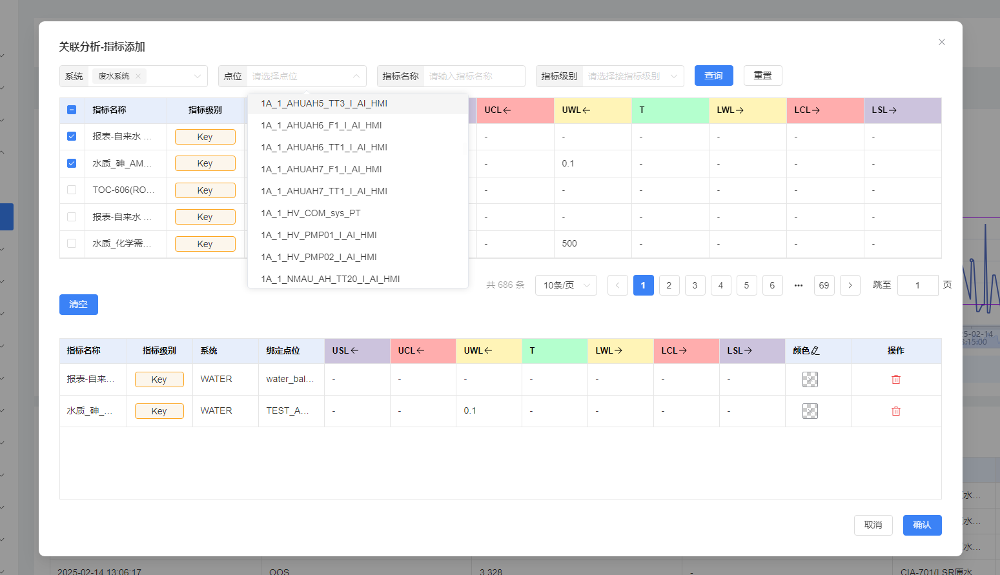 关联分析-指标添加
系统 废水系统 点位 请选择点位 指标名称 请输入指标名称 指标级别 请选择接指标级别 查询 重置
指标名称 指标级别 UCL← UWL← T LWL→ LCL→ LSL→
报表-自来水 ... Key - - - - - -
水质_砷_AM... Key - 0.1 - - - -
TOC-606(RO... Key - - - - - -
报表-自来水 ... Key - - - - - -
水质_化学需... Key - 500 - - - -
1A_1_AHUAH5_TT3_I_AI_HMI
1A_1_AHUAH6_F1_I_AI_HMI
1A_1_AHUAH6_TT1_I_AI_HMI
1A_1_AHUAH7_F1_I_AI_HMI
1A_1_AHUAH7_TT1_I_AI_HMI
1A_1_HV_COM_sys_PT
1A_1_HV_PMP01_I_AI_HMI
1A_1_HV_PMP02_I_AI_HMI
1A_1_NMAU_AH_TT20_I_AI_HMI
共 686 条 10条/页 1 2 3 4 5 6 ••• 69 跳至 1 页
清空
指标名称 指标级别 系统 绑定点位 USL← UCL← UWL← T LWL→ LCL→ LSL→ 颜色 操作
报表-自来... Key WATER water_bal... - - - - - - -
水质_砷_... Key WATER TEST_A... - - 0.1 - - - -
取消 确认
5-02-14
:15:00
水...
水...
水...
2025-02-14 13:06:17 OOS 3.328 - CIA-701(LSR原水